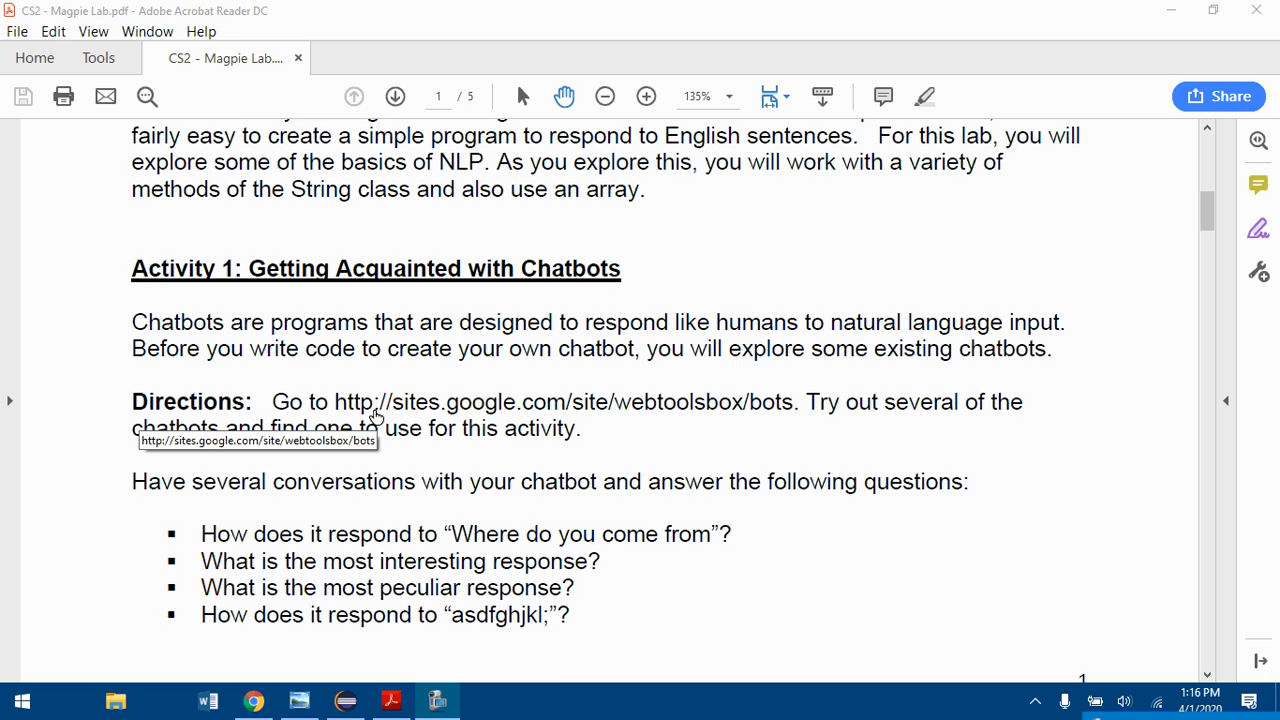 CS2 - Magpie Lab.pdf - Adobe Acrobat Reader DC
File Edit View Window Help
Home Tools CS2 - Magpie Lab.... ×
1 / 5 135% Share
fairly easy to create a simple program to respond to English sentences. For this lab, you will
explore some of the basics of NLP. As you explore this, you will work with a variety of
methods of the String class and also use an array.
Activity 1: Getting Acquainted with Chatbots
Chatbots are programs that are designed to respond like humans to natural language input.
Before you write code to create your own chatbot, you will explore some existing chatbots.
Directions: Go to http://sites.google.com/site/webtoolsbox/bots. Try out several of the
chatbots and find one to use for this activity.
http://sites.google.com/site/webtoolsbox/bots
Have several conversations with your chatbot and answer the following questions:
▪ How does it respond to “Where do you come from”?
▪ What is the most interesting response?
▪ What is the most peculiar response?
▪ How does it respond to “asdfghjkl;”?
1
1:16 PM
4/1/2020